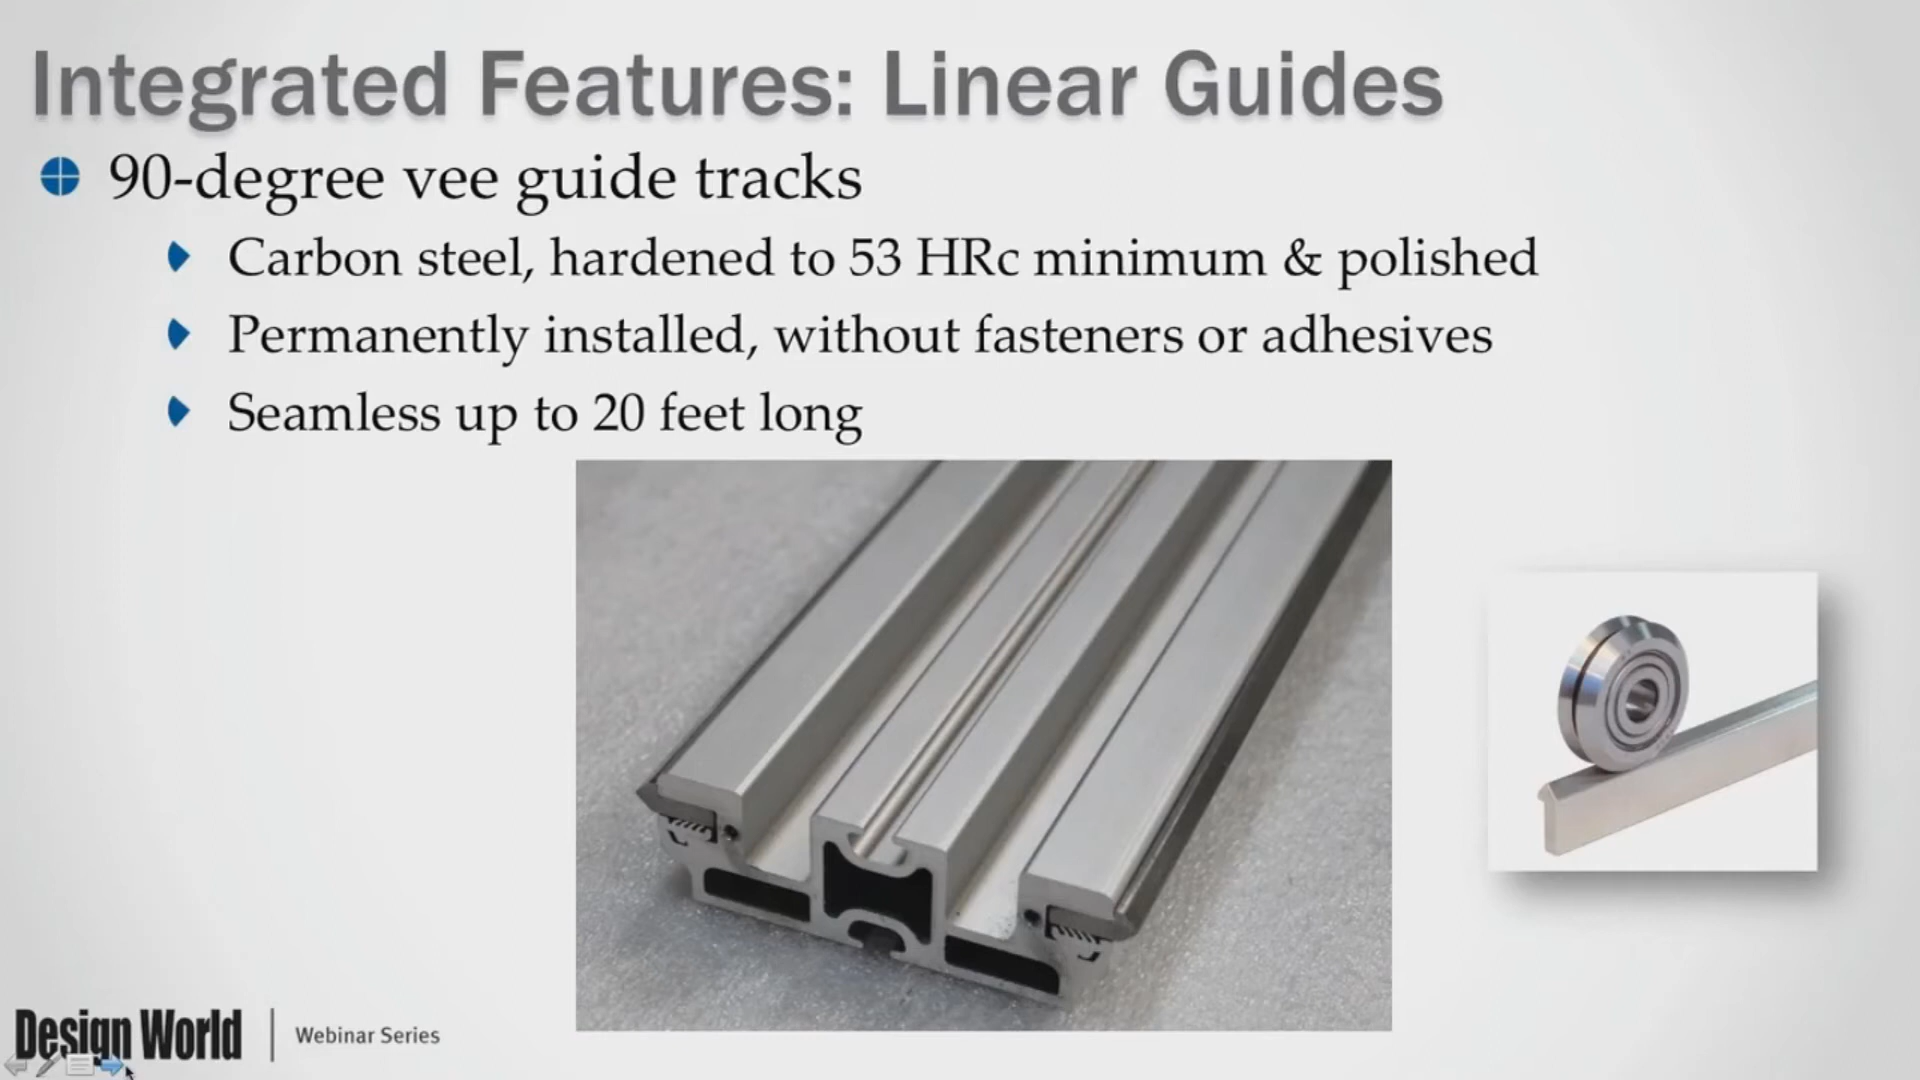 Integrated Features: Linear Guides
90-degree vee guide tracks
Carbon steel, hardened to 53 HRc minimum & polished
Permanently installed, without fasteners or adhesives
Seamless up to 20 feet long
Design World | Webinar Series